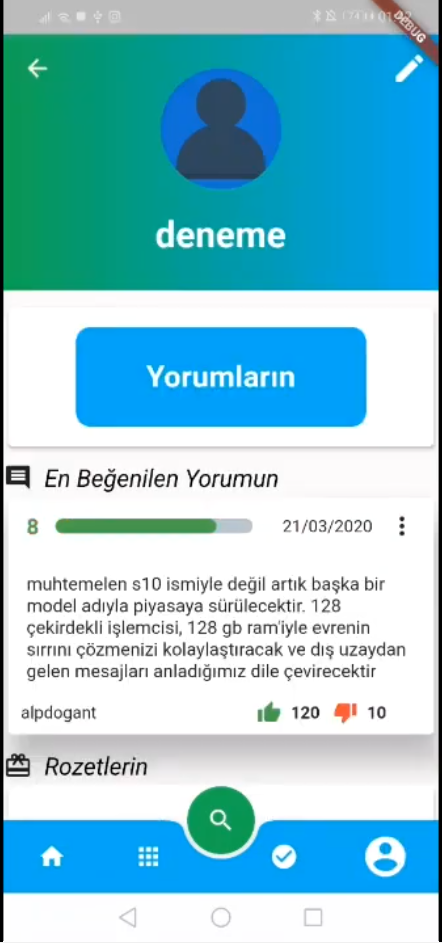 DEBUG
deneme
Yorumların
En Beğenilen Yorumun
8 21/03/2020
muhtemelen s10 ismiyle değil artık başka bir
model adıyla piyasaya sürülecektir. 128
çekirdekli işlemcisi, 128 gb ram'iyle evrenin
sırrını çözmenizi kolaylaştıracak ve dış uzaydan
gelen mesajları anladığımız dile çevirecektir
alpdogant 120 10
Rozetlerin